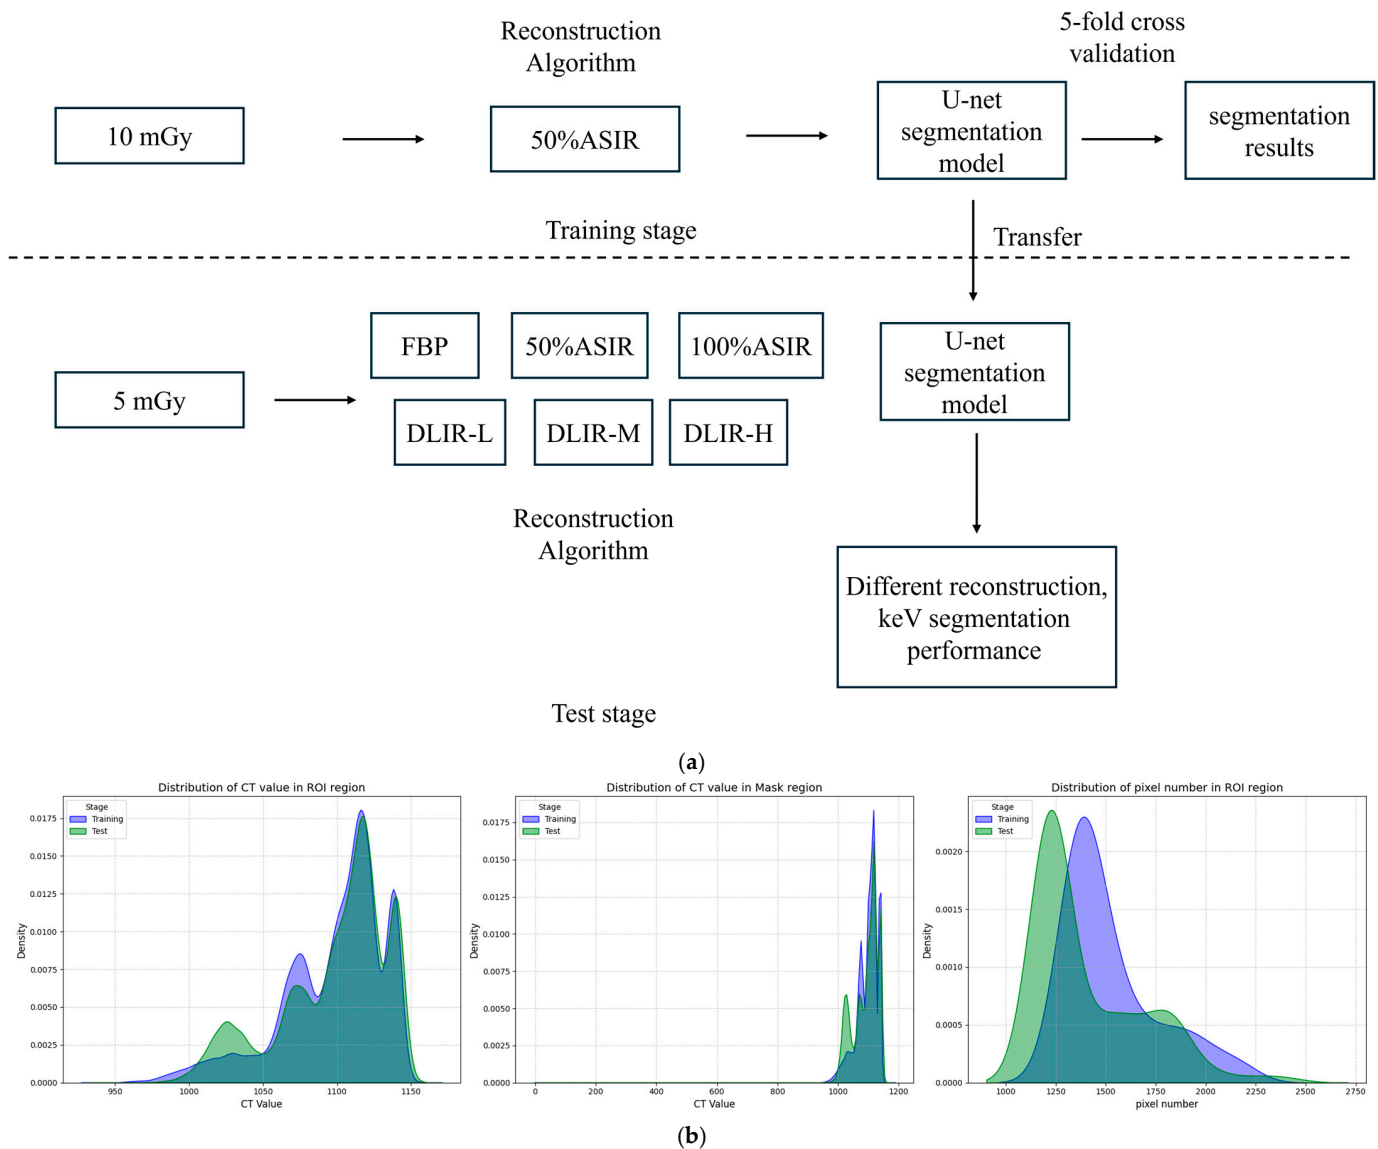 Reconstruction
Algorithm
5-fold cross
validation
10 mGy
50%ASIR
U-net
segmentation
model
segmentation
results
Training stage
Transfer
FBP
50%ASIR
100%ASIR
5 mGy
DLIR-L
DLIR-M
DLIR-H
U-net
segmentation
model
Reconstruction
Algorithm
Different reconstruction,
keV segmentation
performance
Test stage
(a)
Distribution of CT value in ROI region
Stage
Training
Test
0.0175
0.0150
0.0125
0.0100
0.0075
0.0050
0.0025
0.0000
Density
950
1000
1050
1100
1150
CT Value
Distribution of CT value in Mask region
Stage
Training
Test
0.0175
0.0150
0.0125
0.0100
0.0075
0.0050
0.0025
0.0000
Density
0
200
400
600
800
1000
1200
CT Value
Distribution of pixel number in ROI region
Stage
Training
Test
0.0020
0.0015
0.0010
0.0005
0.0000
Density
1000
1250
1500
1750
2000
2250
2500
2750
pixel number
(b)